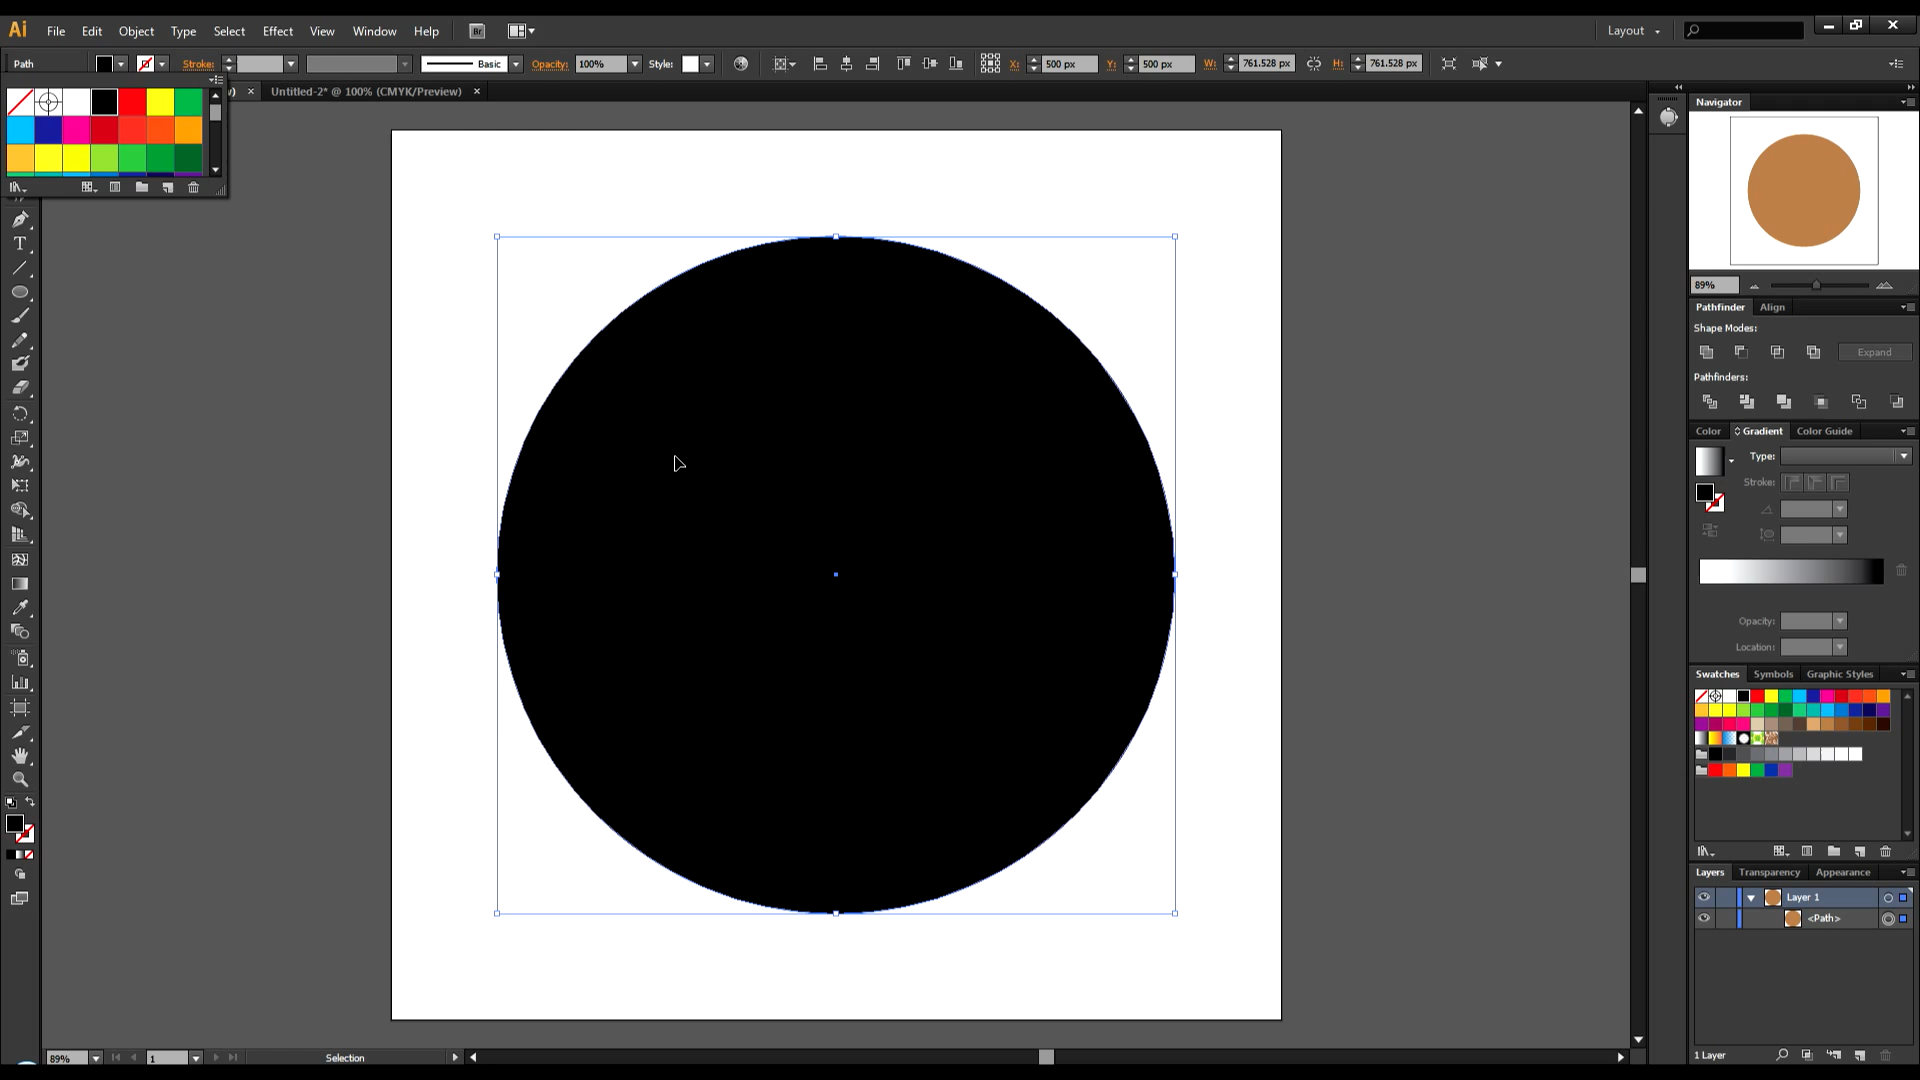 Ai File Edit Object Type Select Effect View Window Help Br Layout
Path Stroke: Basic Opacity: 100% Style: X: 500 px Y: 500 px W: 761.528 px H: 761.528 px
Untitled-2* @ 100% (CMYK/Preview)
Navigator
89%
Pathfinder Align
Shape Modes:
Expand
Pathfinders:
Color Gradient Color Guide
Type:
Stroke:
Opacity:
Location:
Swatches Symbols Graphic Styles
Layers Transparency Appearance
Layer 1
<Path>
1 Layer
89% 1 Selection